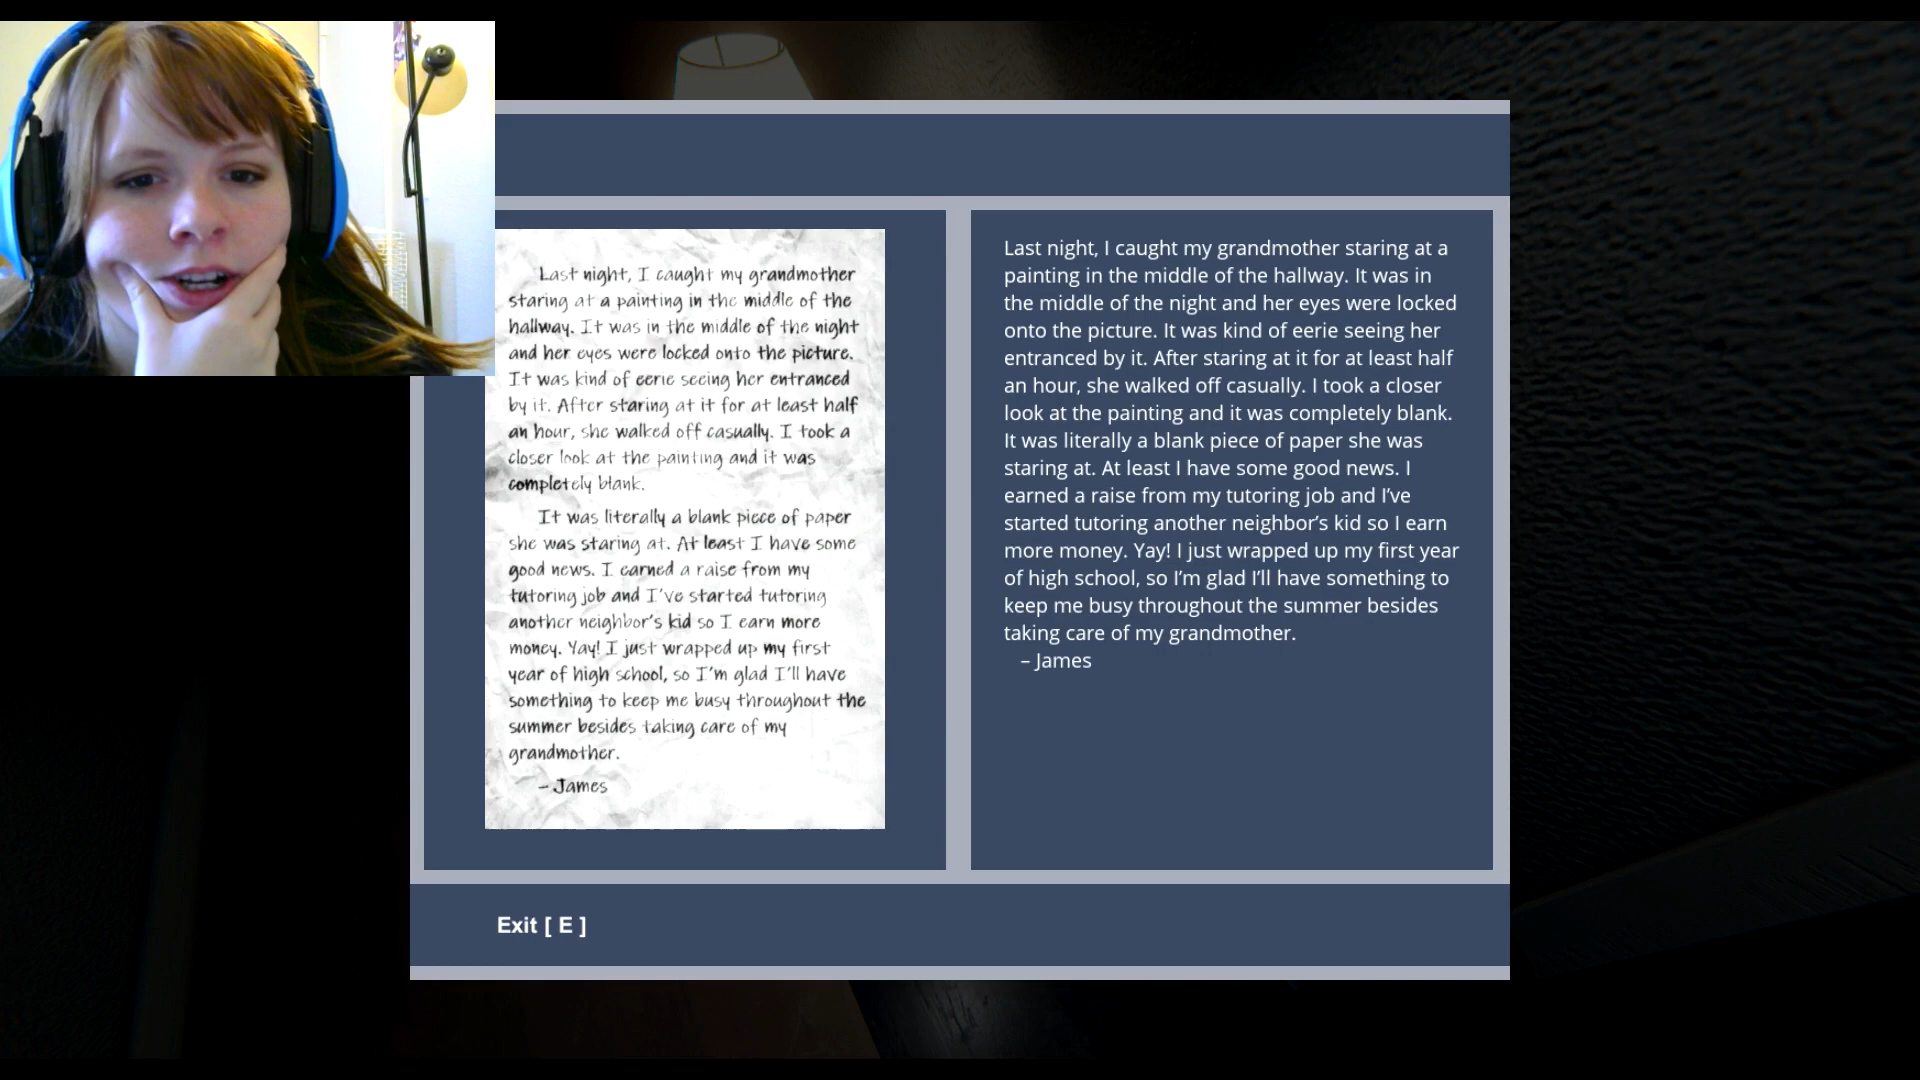 Last night, I caught my grandmother
staring at a painting in the middle of the
hallway. It was in the middle of the night
and her eyes were locked onto the picture.
It was kind of eerie seeing her entranced
by it. After staring at it for at least half
an hour, she walked off casually. I took a
closer look at the painting and it was
completely blank.
It was literally a blank piece of paper
she was staring at. At least I have some
good news. I earned a raise from my
tutoring job and I've started tutoring
another neighbor's kid so I earn more
money. Yay! I just wrapped up my first
year of high school, so I'm glad I'll have
something to keep me busy throughout the
summer besides taking care of my
grandmother.
– James
Last night, I caught my grandmother staring at a
painting in the middle of the hallway. It was in
the middle of the night and her eyes were locked
onto the picture. It was kind of eerie seeing her
entranced by it. After staring at it for at least half
an hour, she walked off casually. I took a closer
look at the painting and it was completely blank.
It was literally a blank piece of paper she was
staring at. At least I have some good news. I
earned a raise from my tutoring job and I’ve
started tutoring another neighbor’s kid so I earn
more money. Yay! I just wrapped up my first year
of high school, so I’m glad I’ll have something to
keep me busy throughout the summer besides
taking care of my grandmother.
– James
Exit [ E ]